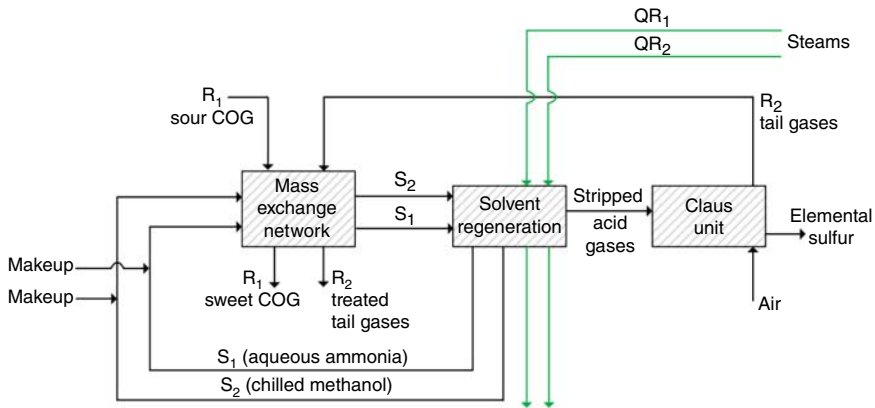 QR1
QR2
Steams
R1
sour COG
R2
tail gases
Mass
exchange
network
S2
S1
Solvent
regeneration
Stripped
acid
gases
Claus
unit
Elemental
sulfur
Makeup
Makeup
R1
sweet COG
R2
treated
tail gases
Air
S1 (aqueous ammonia)
S2 (chilled methanol)